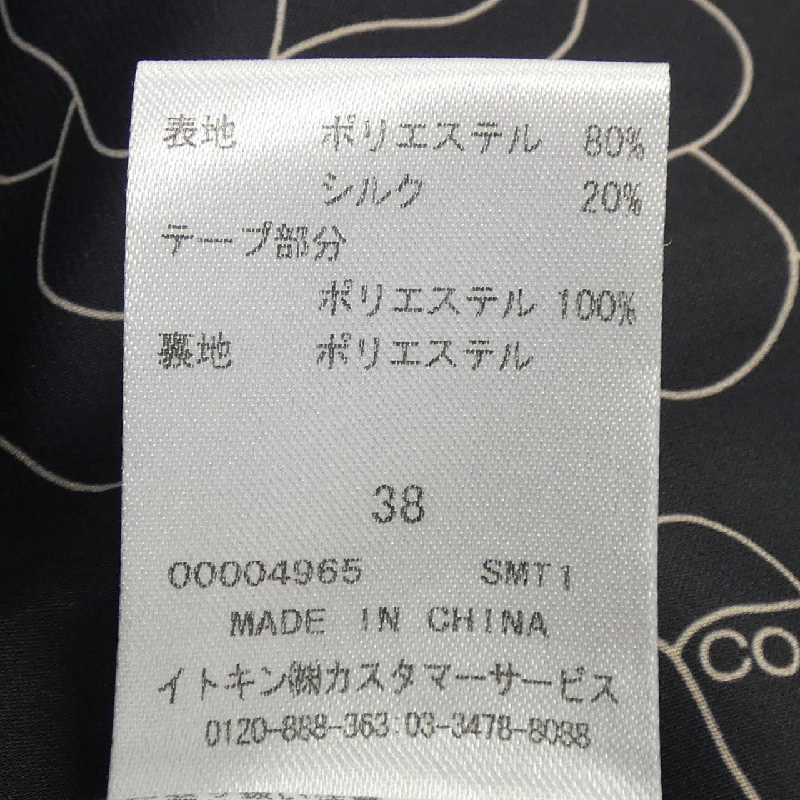 表地 ポリエステル 80%
シルク 20%
テープ部分
ポリエステル 100%
裏地 ポリエステル
38
00004965 SMT1
MADE IN CHINA
イトキン㈱カスタマーサービス
0120-888-363:03-3478-8088
CO